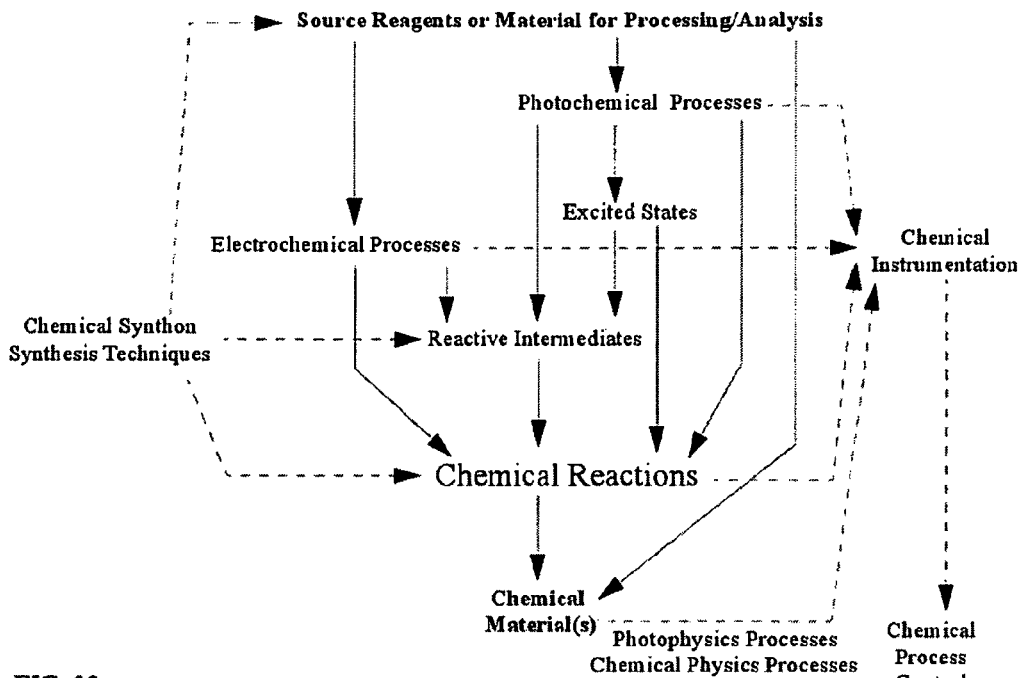 Source Reagents or Material for Processing/Analysis
Photochemical Processes
Excited States
Electrochemical Processes
Chemical
Instrumentation
Chemical Synthon
Synthesis Techniques
Reactive Intermediates
Chemical Reactions
Chemical
Material(s)
Photophysics Processes
Chemical Physics Processes
Chemical
Process